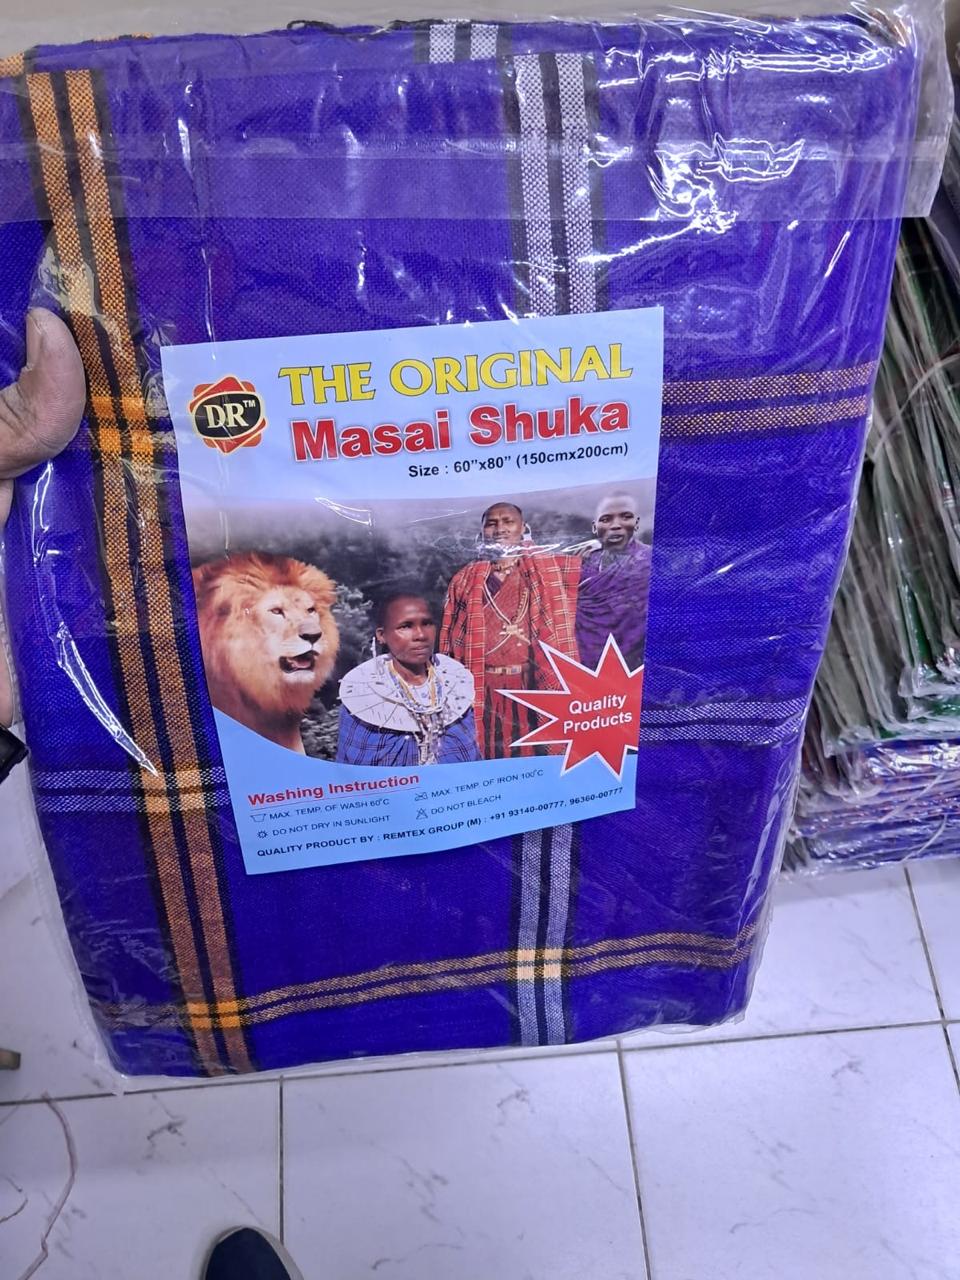 DR™
THE ORIGINAL
Masai Shuka
Size : 60”x80” (150cmx200cm)
Quality
Products
Washing Instruction
MAX. TEMP. OF WASH 60°C
MAX. TEMP. OF IRON 100°C
DO NOT DRY IN SUNLIGHT
DO NOT BLEACH
QUALITY PRODUCT BY : REMTEX GROUP (M) : +91 93140-00777, 96360-00777